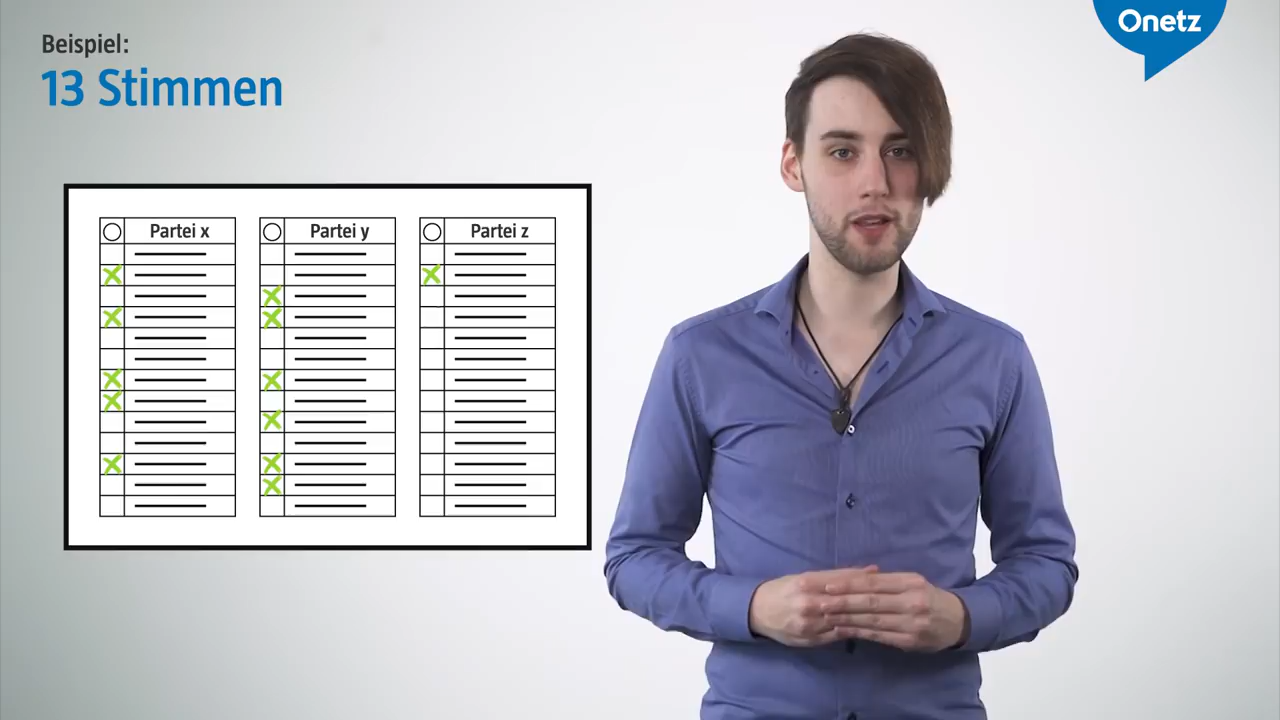 Beispiel:
13 Stimmen
Onetz
Partei x
Partei y
Partei z